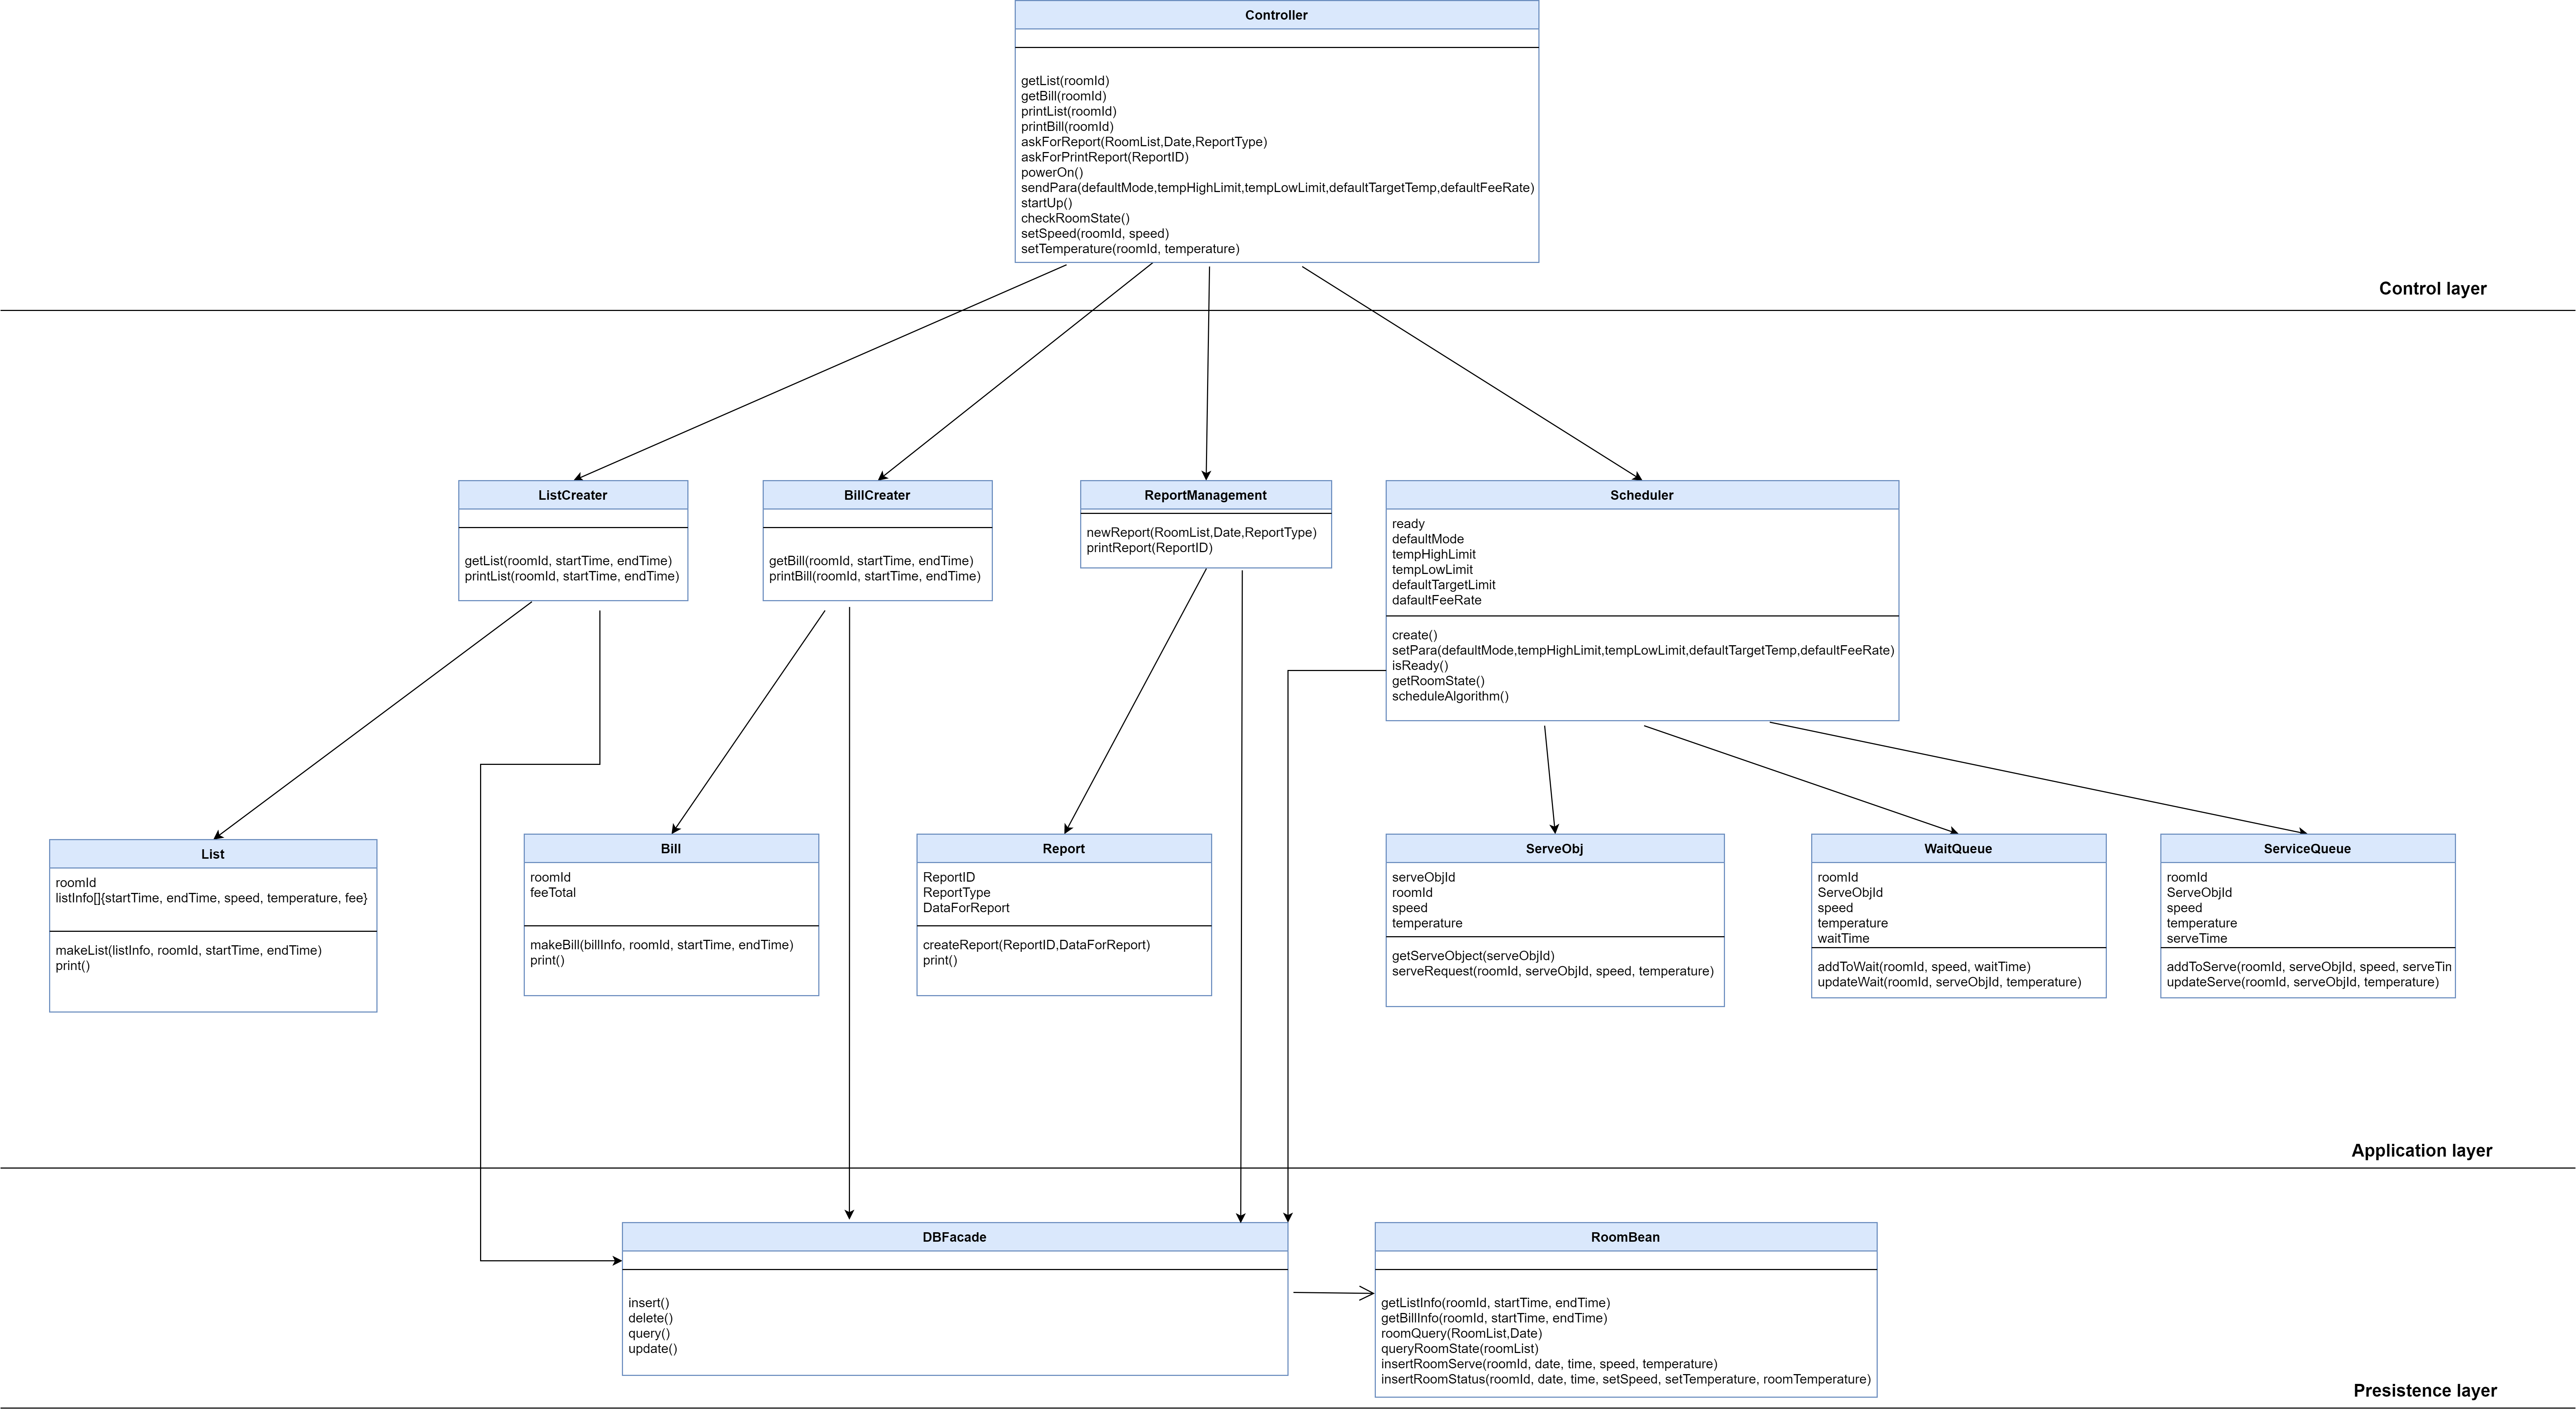 Controller
getList(roomId)
getBill(roomId)
printList(roomId)
printBill(roomId)
askForReport(RoomList,Date,ReportType)
askForPrintReport(ReportID)
powerOn()
sendPara(defaultMode,tempHighLimit,tempLowLimit,defaultTargetTemp,defaultFeeRate)
startUp()
checkRoomState()
setSpeed(roomId, speed)
setTemperature(roomId, temperature)
Control layer
ListCreater
getList(roomId, startTime, endTime)
printList(roomId, startTime, endTime)
BillCreater
getBill(roomId, startTime, endTime)
printBill(roomId, startTime, endTime)
ReportManagement
newReport(RoomList,Date,ReportType)
printReport(ReportID)
Scheduler
ready
defaultMode
tempHighLimit
tempLowLimit
defaultTargetLimit
dafaultFeeRate
create()
setPara(defaultMode,tempHighLimit,tempLowLimit,defaultTargetTemp,defaultFeeRate)
isReady()
getRoomState()
scheduleAlgorithm()
List
roomId
listInfo[]{startTime, endTime, speed, temperature, fee}
makeList(listInfo, roomId, startTime, endTime)
print()
Bill
roomId
feeTotal
makeBill(billInfo, roomId, startTime, endTime)
print()
Report
ReportID
ReportType
DataForReport
createReport(ReportID,DataForReport)
print()
ServeObj
serveObjId
roomId
speed
temperature
getServeObject(serveObjId)
serveRequest(roomId, serveObjId, speed, temperature)
WaitQueue
roomId
ServeObjId
speed
temperature
waitTime
addToWait(roomId, speed, waitTime)
updateWait(roomId, serveObjId, temperature)
ServiceQueue
roomId
ServeObjId
speed
temperature
serveTime
addToServe(roomId, serveObjId, speed, serveTin
updateServe(roomId, serveObjId, temperature)
Application layer
DBFacade
insert()
delete()
query()
update()
RoomBean
getListInfo(roomId, startTime, endTime)
getBillInfo(roomId, startTime, endTime)
roomQuery(RoomList,Date)
queryRoomState(roomList)
insertRoomServe(roomId, date, time, speed, temperature)
insertRoomStatus(roomId, date, time, setSpeed, setTemperature, roomTemperature)
Presistence layer